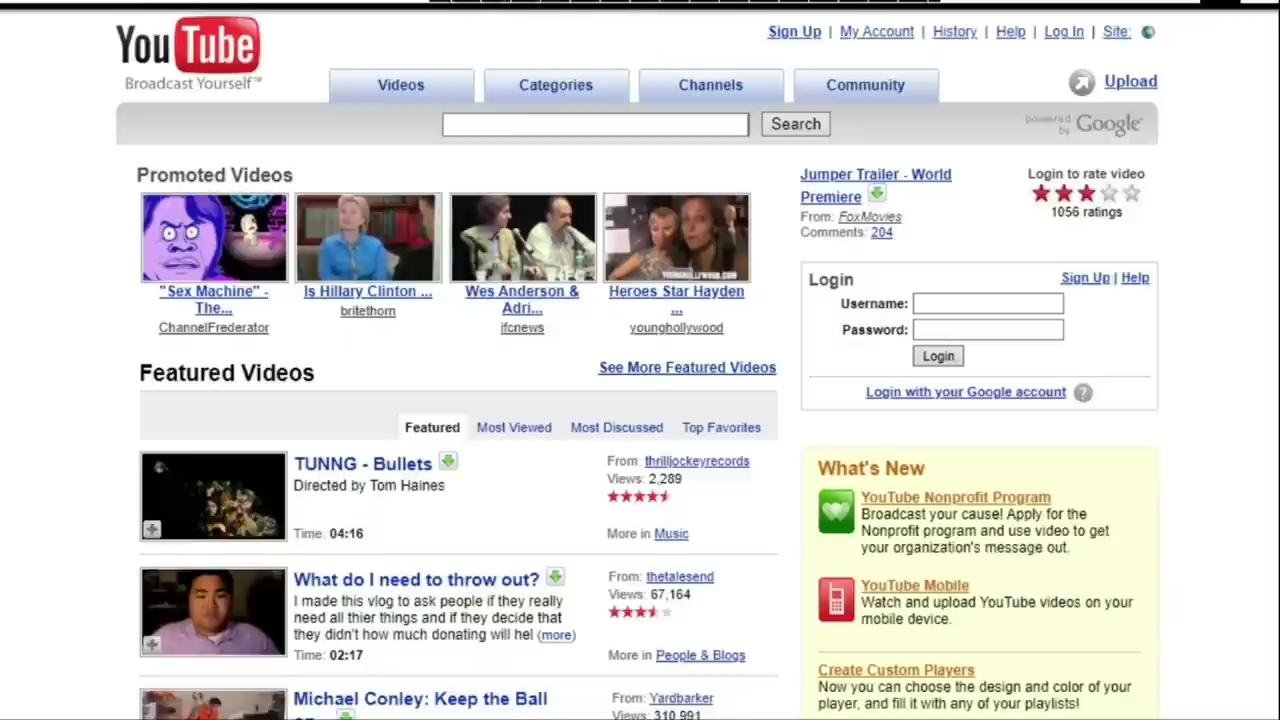 YouTube
Broadcast Yourself™
Sign Up | My Account | History | Help | Log In | Site:
Videos
Categories
Channels
Community
Upload
Search
powered by Google
Promoted Videos
"Sex Machine" - The...
ChannelFrederator
Is Hillary Clinton ...
britethorn
Wes Anderson & Adri...
ifcnews
YOUNGHOLLYWOOD.COM
Heroes Star Hayden ...
younghollywood
Jumper Trailer - World
Premiere
From: FoxMovies
Comments: 204
Login to rate video
1056 ratings
Login
Sign Up | Help
Username:
Password:
Login
Login with your Google account ?
Featured Videos
See More Featured Videos
Featured
Most Viewed
Most Discussed
Top Favorites
TUNNG - Bullets
Directed by Tom Haines
Time: 04:16
From: thrilljockeyrecords
Views: 2,289
More in Music
What do I need to throw out?
I made this vlog to ask people if they really
need all thier things and if they decide that
they didn't how much donating will hel (more)
Time: 02:17
From: thetalesend
Views: 67,164
More in People & Blogs
Michael Conley: Keep the Ball
From: Yardbarker
Views: 310,991
What's New
YouTube Nonprofit Program
Broadcast your cause! Apply for the
Nonprofit program and use video to get
your organization's message out.
YouTube Mobile
Watch and upload YouTube videos on your
mobile device.
Create Custom Players
Now you can choose the design and color of your
player, and fill it with any of your playlists!